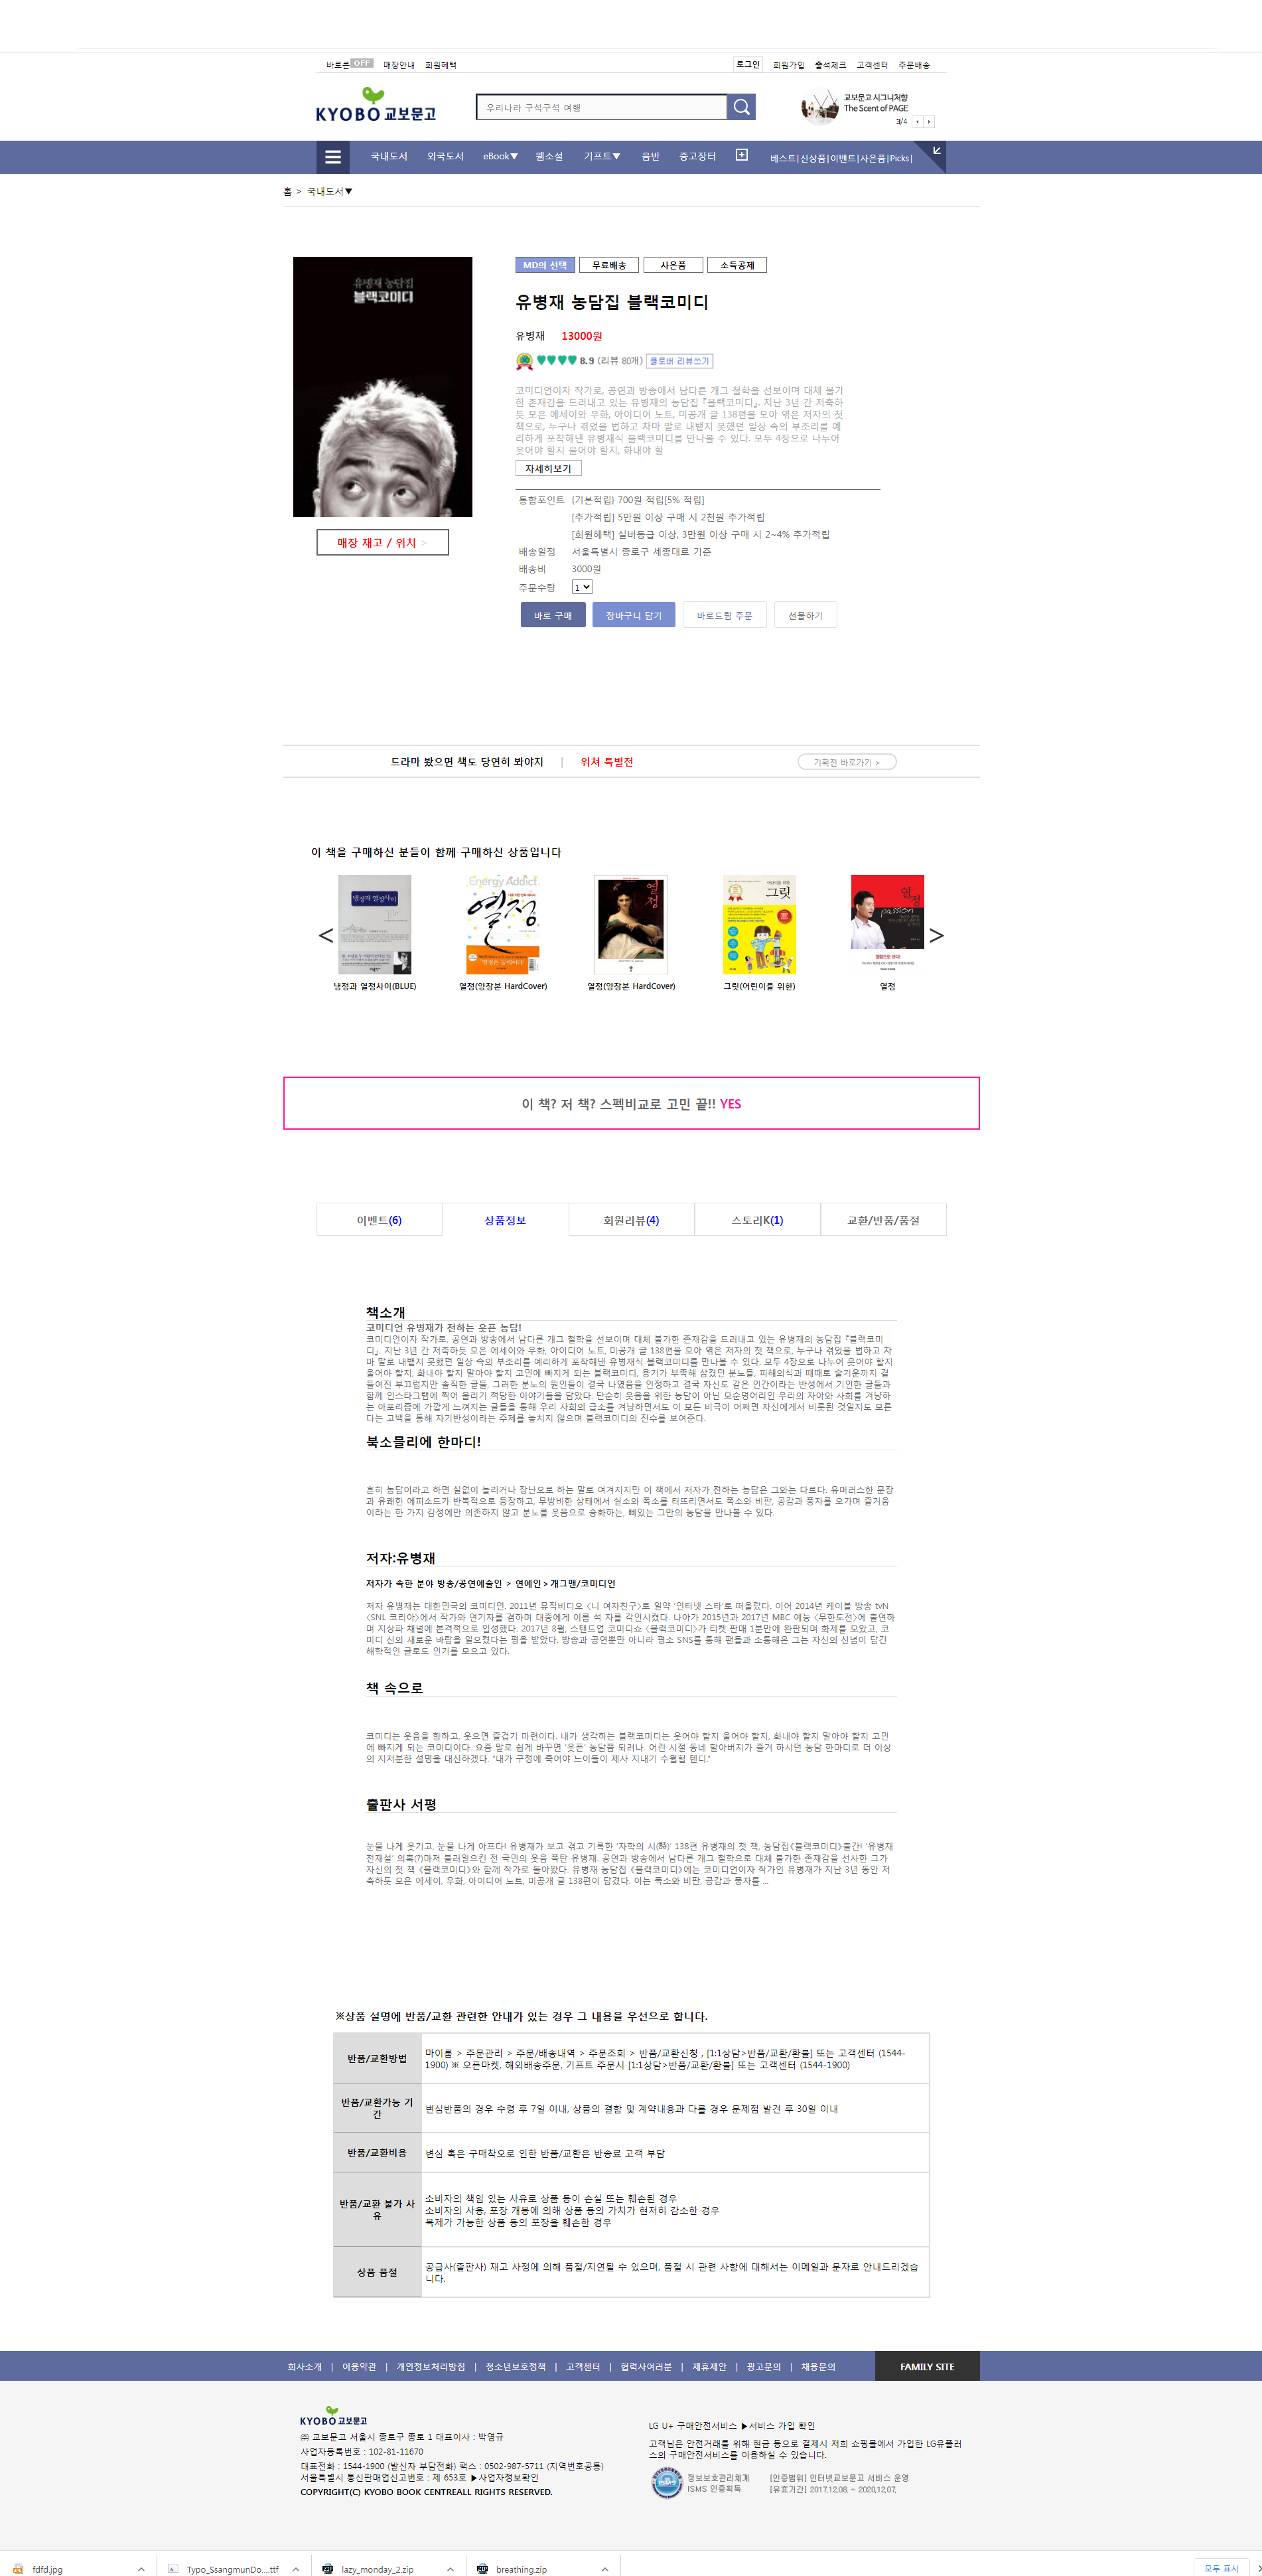 바로콘 OFF 매장안내 회원혜택 로그인 회원가입 출석체크 고객센터 주문배송
KYOBO 교보문고
우리나라 구석구석 여행
교보문고 시그니처향
The Scent of PAGE
3/4
국내도서 외국도서 eBook▼ 웹소설 기프트▼ 음반 중고장터 베스트|신상품|이벤트|사은품|Picks|
홈 > 국내도서▼
유병재 농담집
블랙코미디
매장 재고 / 위치 >
MD의 선택 무료배송 사은품 소득공제
유병재 농담집 블랙코미디
유병재 13000원
8.9 (리뷰 80개) 클로버 리뷰쓰기
코미디언이자 작가로, 공연과 방송에서 남다른 개그 철학을 선보이며 대체 불가
한 존재감을 드러내고 있는 유병재의 농담집 『블랙코미디』. 지난 3년 간 저축하
듯 모은 에세이와 우화, 아이디어 노트, 미공개 글 138편을 모아 엮은 저자의 첫
책으로, 누구나 겪었을 법하고 차마 말로 내뱉지 못했던 일상 속의 부조리를 예
리하게 포착해낸 유병재식 블랙코미디를 만나볼 수 있다. 모두 4장으로 나누어
웃어야 할지 울어야 할지, 화내야 할
자세히보기
통합포인트 (기본적립) 700원 적립[5% 적립]
[추가적립] 5만원 이상 구매 시 2천원 추가적립
[회원혜택] 실버등급 이상, 3만원 이상 구매 시 2~4% 추가적립
배송일정 서울특별시 종로구 세종대로 기준
배송비 3000원
주문수량 1
바로 구매 장바구니 담기 바로드림 주문 선물하기
드라마 봤으면 책도 당연히 봐야지 | 위쳐 특별전 기획전 바로가기 >
이 책을 구매하신 분들이 함께 구매하신 상품입니다
< >
냉정과 열정사이
Energy Addict
열정
열정
그릿
열정
passion
냉정과 열정사이(BLUE) 열정(양장본 HardCover) 열정(양장본 HardCover) 그릿(어린이를 위한) 열정
이 책? 저 책? 스펙비교로 고민 끝!! YES
이벤트(6) 상품정보 회원리뷰(4) 스토리K(1) 교환/반품/품절
책소개
코미디언 유병재가 전하는 웃픈 농담!
코미디언이자 작가로, 공연과 방송에서 남다른 개그 철학을 선보이며 대체 불가한 존재감을 드러내고 있는 유병재의 농담집 『블랙코미
디』. 지난 3년 간 저축하듯 모은 에세이와 우화, 아이디어 노트, 미공개 글 138편을 모아 엮은 저자의 첫 책으로, 누구나 겪었을 법하고 차
마 말로 내뱉지 못했던 일상 속의 부조리를 예리하게 포착해낸 유병재식 블랙코미디를 만나볼 수 있다. 모두 4장으로 나누어 웃어야 할지
울어야 할지, 화내야 할지 말아야 할지 고민에 빠지게 되는 블랙코미디, 용기가 부족해 삼켰던 분노들, 피해의식과 때때로 술기운까지 곁
들여진 부끄럽지만 솔직한 글들, 그러한 분노의 원인들이 결국 나였음을 인정하고 결국 자신도 같은 인간이라는 반성에서 기인한 글들과
함께 인스타그램에 찍어 올리기 적당한 이야기들을 담았다. 단순히 웃음을 위한 농담이 아닌 모순덩어리인 우리의 자아와 사회를 겨냥하
는 아포리즘에 가깝게 느껴지는 글들을 통해 우리 사회의 급소를 겨냥하면서도 이 모든 비극이 어쩌면 자신에게서 비롯된 것일지도 모른
다는 고백을 통해 자기반성이라는 주제를 놓치지 않으며 블랙코미디의 진수를 보여준다.
북소믈리에 한마디!
흔히 농담이라고 하면 실없이 놀리거나 장난으로 하는 말로 여겨지지만 이 책에서 저자가 전하는 농담은 그와는 다르다. 유머러스한 문장
과 유쾌한 에피소드가 반복적으로 등장하고, 무방비한 상태에서 실소와 폭소를 터뜨리면서도 폭소와 비판, 공감과 풍자를 오가며 즐거움
이라는 한 가지 감정에만 의존하지 않고 분노를 웃음으로 승화하는, 뼈있는 그만의 농담을 만나볼 수 있다.
저자:유병재
저자가 속한 분야 방송/공연예술인 > 연예인>개그맨/코미디언
저자 유병재는 대한민국의 코미디언. 2011년 뮤직비디오 〈니 여자친구〉로 일약 '인터넷 스타'로 떠올랐다. 이어 2014년 케이블 방송 tvN
〈SNL 코리아〉에서 작가와 연기자를 겸하며 대중에게 이름 석 자를 각인시켰다. 나아가 2015년과 2017년 MBC 예능 〈무한도전〉에 출연하
며 지상파 채널에 본격적으로 입성했다. 2017년 8월, 스탠드업 코미디쇼 〈블랙코미디〉가 티켓 판매 1분만에 완판되며 화제를 모았고, 코
미디 신의 새로운 바람을 일으켰다는 평을 받았다. 방송과 공연뿐만 아니라 평소 SNS를 통해 팬들과 소통해온 그는 자신의 신념이 담긴
해학적인 글로도 인기를 모으고 있다.
책 속으로
코미디는 웃음을 향하고, 웃으면 즐겁기 마련이다. 내가 생각하는 블랙코미디는 웃어야 할지 울어야 할지, 화내야 할지 말아야 할지 고민
에 빠지게 되는 코미디이다. 요즘 말로 쉽게 바꾸면 '웃픈' 농담쯤 되려나. 어린 시절 동네 할아버지가 즐겨 하시던 농담 한마디로 더 이상
의 지저분한 설명을 대신하겠다. "내가 구정에 죽어야 느이들이 제사 지내기 수월헐 텐디."
출판사 서평
눈물 나게 웃기고, 눈물 나게 아프다! 유병재가 보고 겪고 기록한 '자학의 시(詩)' 138편 유병재의 첫 책, 농담집《블랙코미디》출간! '유병재
전재설' 의혹(?)마저 불러일으킨 전 국민의 웃음 폭탄 유병재. 공연과 방송에서 남다른 개그 철학으로 대체 불가한 존재감을 선사한 그가
자신의 첫 책 《블랙코미디》와 함께 작가로 돌아왔다. 유병재 농담집 《블랙코미디》에는 코미디언이자 작가인 유병재가 지난 3년 동안 저
축하듯 모은 에세이, 우화, 아이디어 노트, 미공개 글 138편이 담겼다. 이는 폭소와 비판, 공감과 풍자를 ...
※상품 설명에 반품/교환 관련한 안내가 있는 경우 그 내용을 우선으로 합니다.
반품/교환방법 마이룸 > 주문관리 > 주문/배송내역 > 주문조회 > 반품/교환신청 , [1:1상담>반품/교환/환불] 또는 고객센터 (1544-
1900) ※ 오픈마켓, 해외배송주문, 기프트 주문시 [1:1상담>반품/교환/환불] 또는 고객센터 (1544-1900)
반품/교환가능 기
간
변심반품의 경우 수령 후 7일 이내, 상품의 결함 및 계약내용과 다를 경우 문제점 발견 후 30일 이내
반품/교환비용 변심 혹은 구매착오로 인한 반품/교환은 반송료 고객 부담
반품/교환 불가 사
유
소비자의 책임 있는 사유로 상품 등이 손실 또는 훼손된 경우
소비자의 사용, 포장 개봉에 의해 상품 등의 가치가 현저히 감소한 경우
복제가 가능한 상품 등의 포장을 훼손한 경우
상품 품절 공급사(출판사) 재고 사정에 의해 품절/지연될 수 있으며, 품절 시 관련 사항에 대해서는 이메일과 문자로 안내드리겠습
니다.
회사소개 | 이용약관 | 개인정보처리방침 | 청소년보호정책 | 고객센터 | 협력사여러분 | 제휴제안 | 광고문의 | 채용문의 FAMILY SITE
KYOBO 교보문고
㈜ 교보문고 서울시 종로구 종로 1 대표이사 : 박영규
사업자등록번호 : 102-81-11670
대표전화 : 1544-1900 (발신자 부담전화) 팩스 : 0502-987-5711 (지역번호공통)
서울특별시 통신판매업신고번호 : 제 653호 ▶사업자정보확인
COPYRIGHT(C) KYOBO BOOK CENTREALL RIGHTS RESERVED.
LG U+ 구매안전서비스 ▶서비스 가입 확인
고객님은 안전거래를 위해 현금 등으로 결제시 저희 쇼핑몰에서 가입한 LG유플러
스의 구매안전서비스를 이용하실 수 있습니다.
정보보호관리체계 [인증범위] 인터넷교보문고 서비스 운영
ISMS 인증획득 [유효기간] 2017.12.08. ~ 2020.12.07.
fdfd.jpg Typo_SsangmunDo....ttf lazy_monday_2.zip breathing.zip 모두 표시